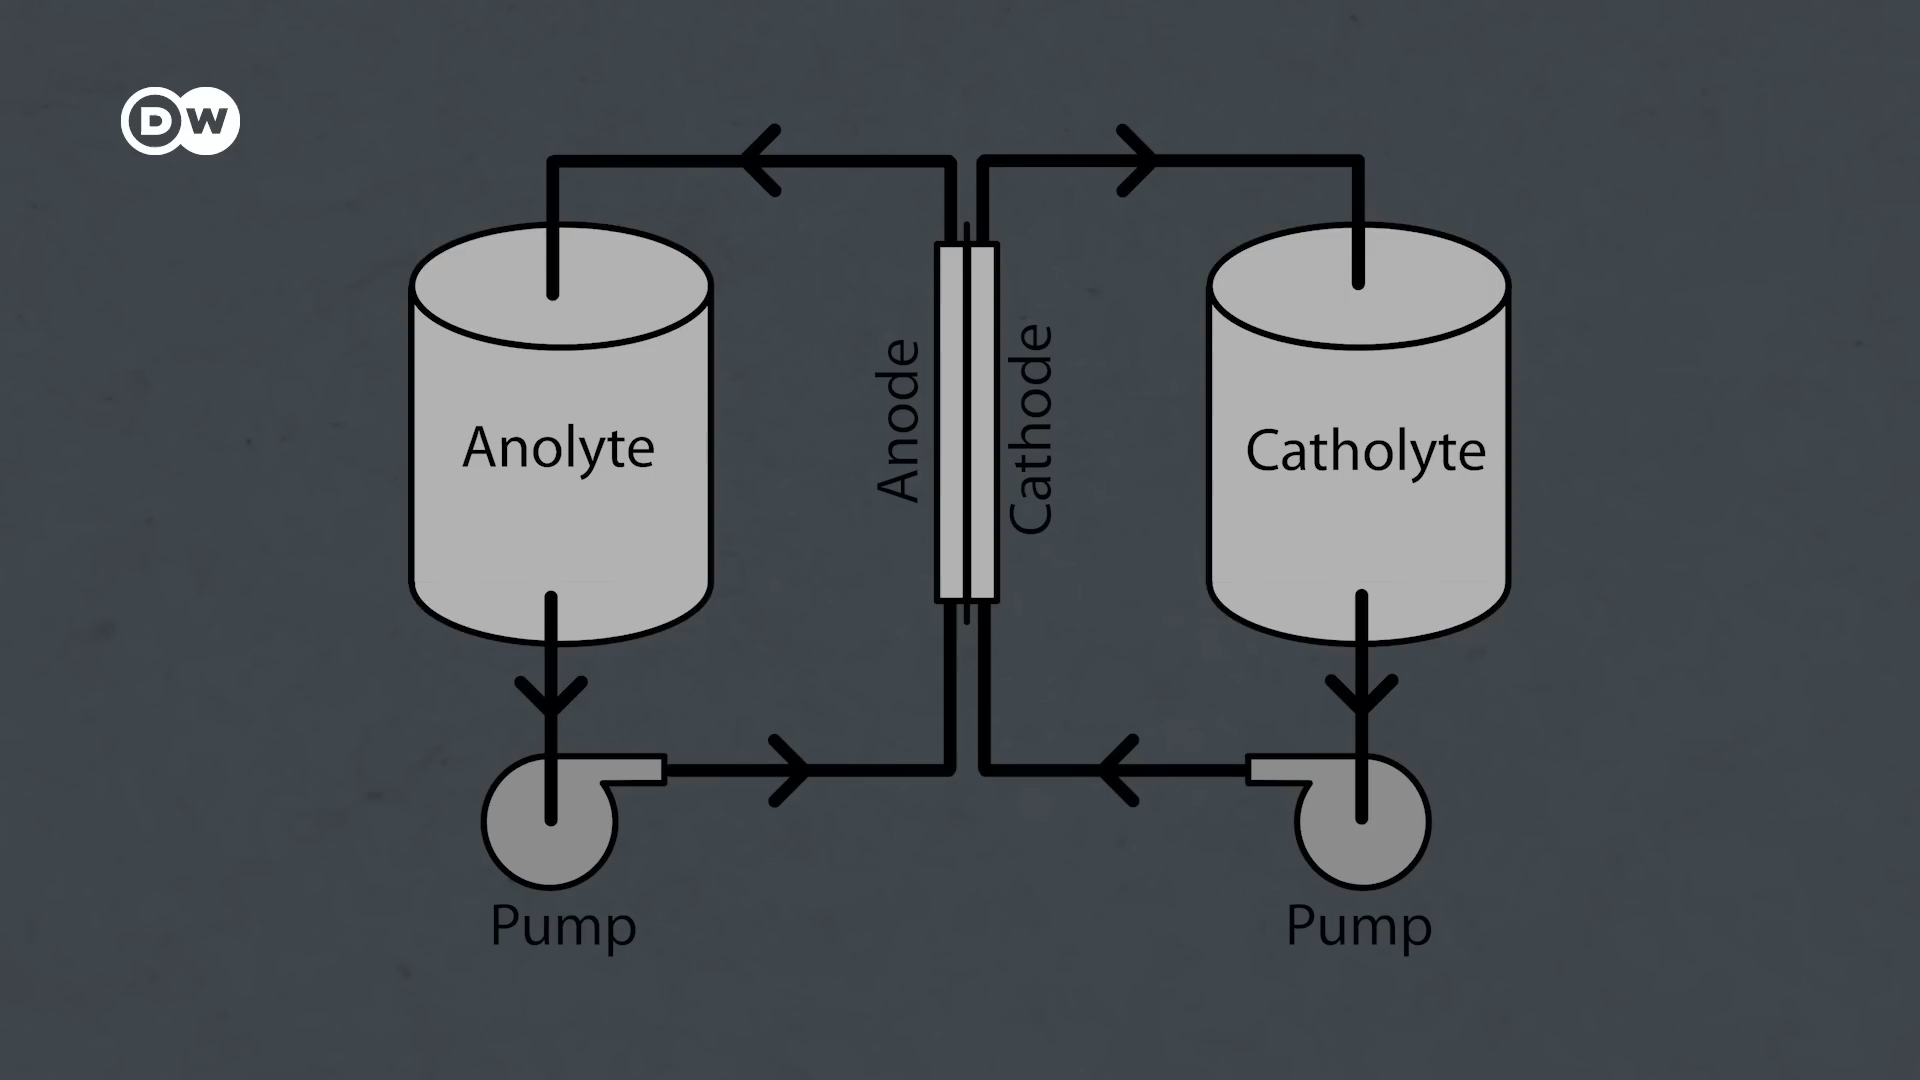 DW
Anolyte
Anode
Cathode
Catholyte
Pump
Pump